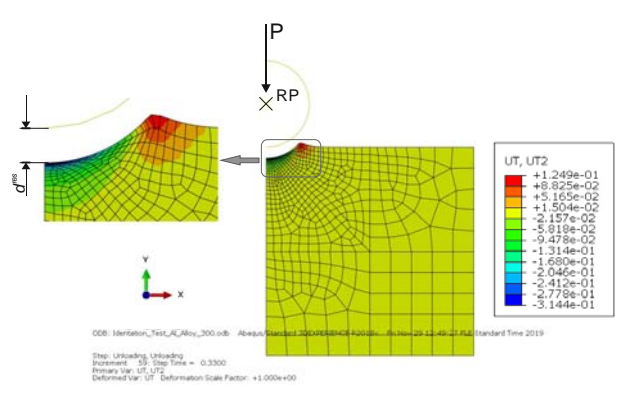 P
RP
d^res
UT, UT2
+1.249e-01
+8.825e-02
+5.165e-02
+1.504e-02
-2.157e-02
-5.818e-02
-9.478e-02
-1.314e-01
-1.680e-01
-2.046e-01
-2.412e-01
-2.778e-01
-3.144e-01
Y
X
ODB: Identation_Test_Al_Alloy_300.odb Abaqus/Standard 3DEXPERIENCE Fri Nov 29 Standard Time 2019
Step: Unloading, Unloading
Increment 59: Step Time = 0.3300
Primary Var: UT, UT2
Deformed Var: UT Deformation Scale Factor: +1.000e+00